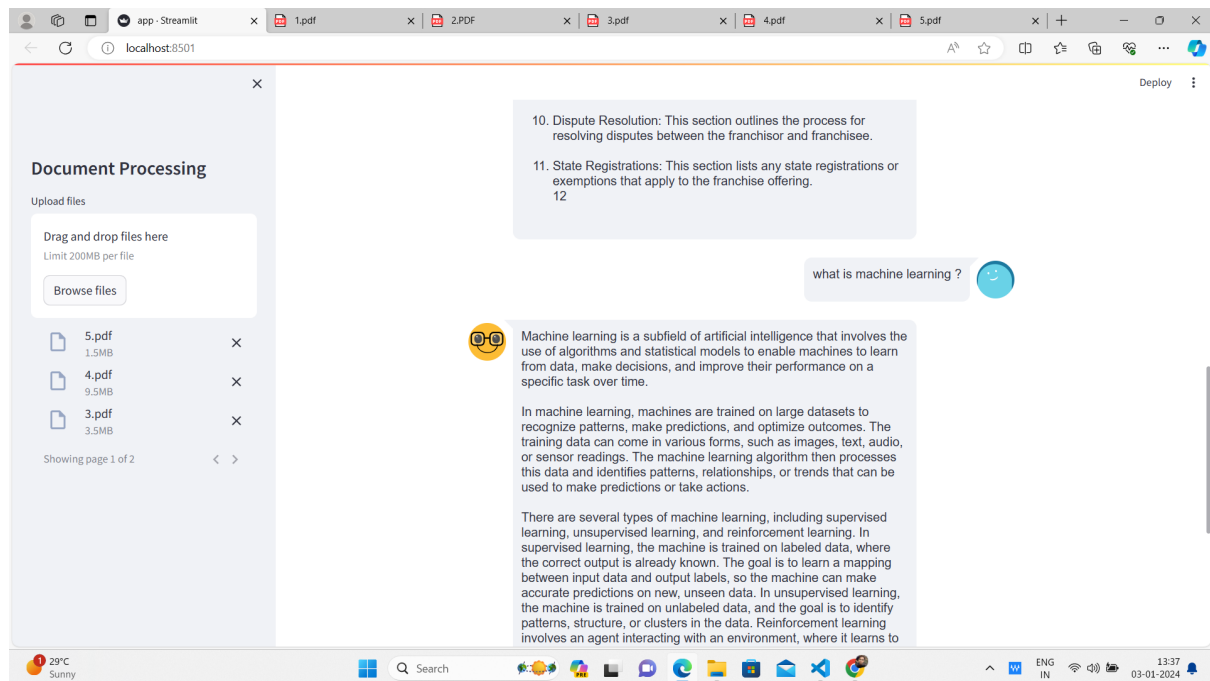 app · Streamlit
1.pdf
2.PDF
3.pdf
4.pdf
5.pdf
localhost:8501
Deploy
Document Processing
Upload files
Drag and drop files here
Limit 200MB per file
Browse files
5.pdf
1.5MB
4.pdf
9.5MB
3.pdf
3.5MB
Showing page 1 of 2
10. Dispute Resolution: This section outlines the process for
resolving disputes between the franchisor and franchisee.
11. State Registrations: This section lists any state registrations or
exemptions that apply to the franchise offering.
12
what is machine learning ?
Machine learning is a subfield of artificial intelligence that involves the
use of algorithms and statistical models to enable machines to learn
from data, make decisions, and improve their performance on a
specific task over time.
In machine learning, machines are trained on large datasets to
recognize patterns, make predictions, and optimize outcomes. The
training data can come in various forms, such as images, text, audio,
or sensor readings. The machine learning algorithm then processes
this data and identifies patterns, relationships, or trends that can be
used to make predictions or take actions.
There are several types of machine learning, including supervised
learning, unsupervised learning, and reinforcement learning. In
supervised learning, the machine is trained on labeled data, where
the correct output is already known. The goal is to learn a mapping
between input data and output labels, so the machine can make
accurate predictions on new, unseen data. In unsupervised learning,
the machine is trained on unlabeled data, and the goal is to identify
patterns, structure, or clusters in the data. Reinforcement learning
involves an agent interacting with an environment, where it learns to
1
29°C
Sunny
Search
PRE
ENG
IN
13:37
03-01-2024